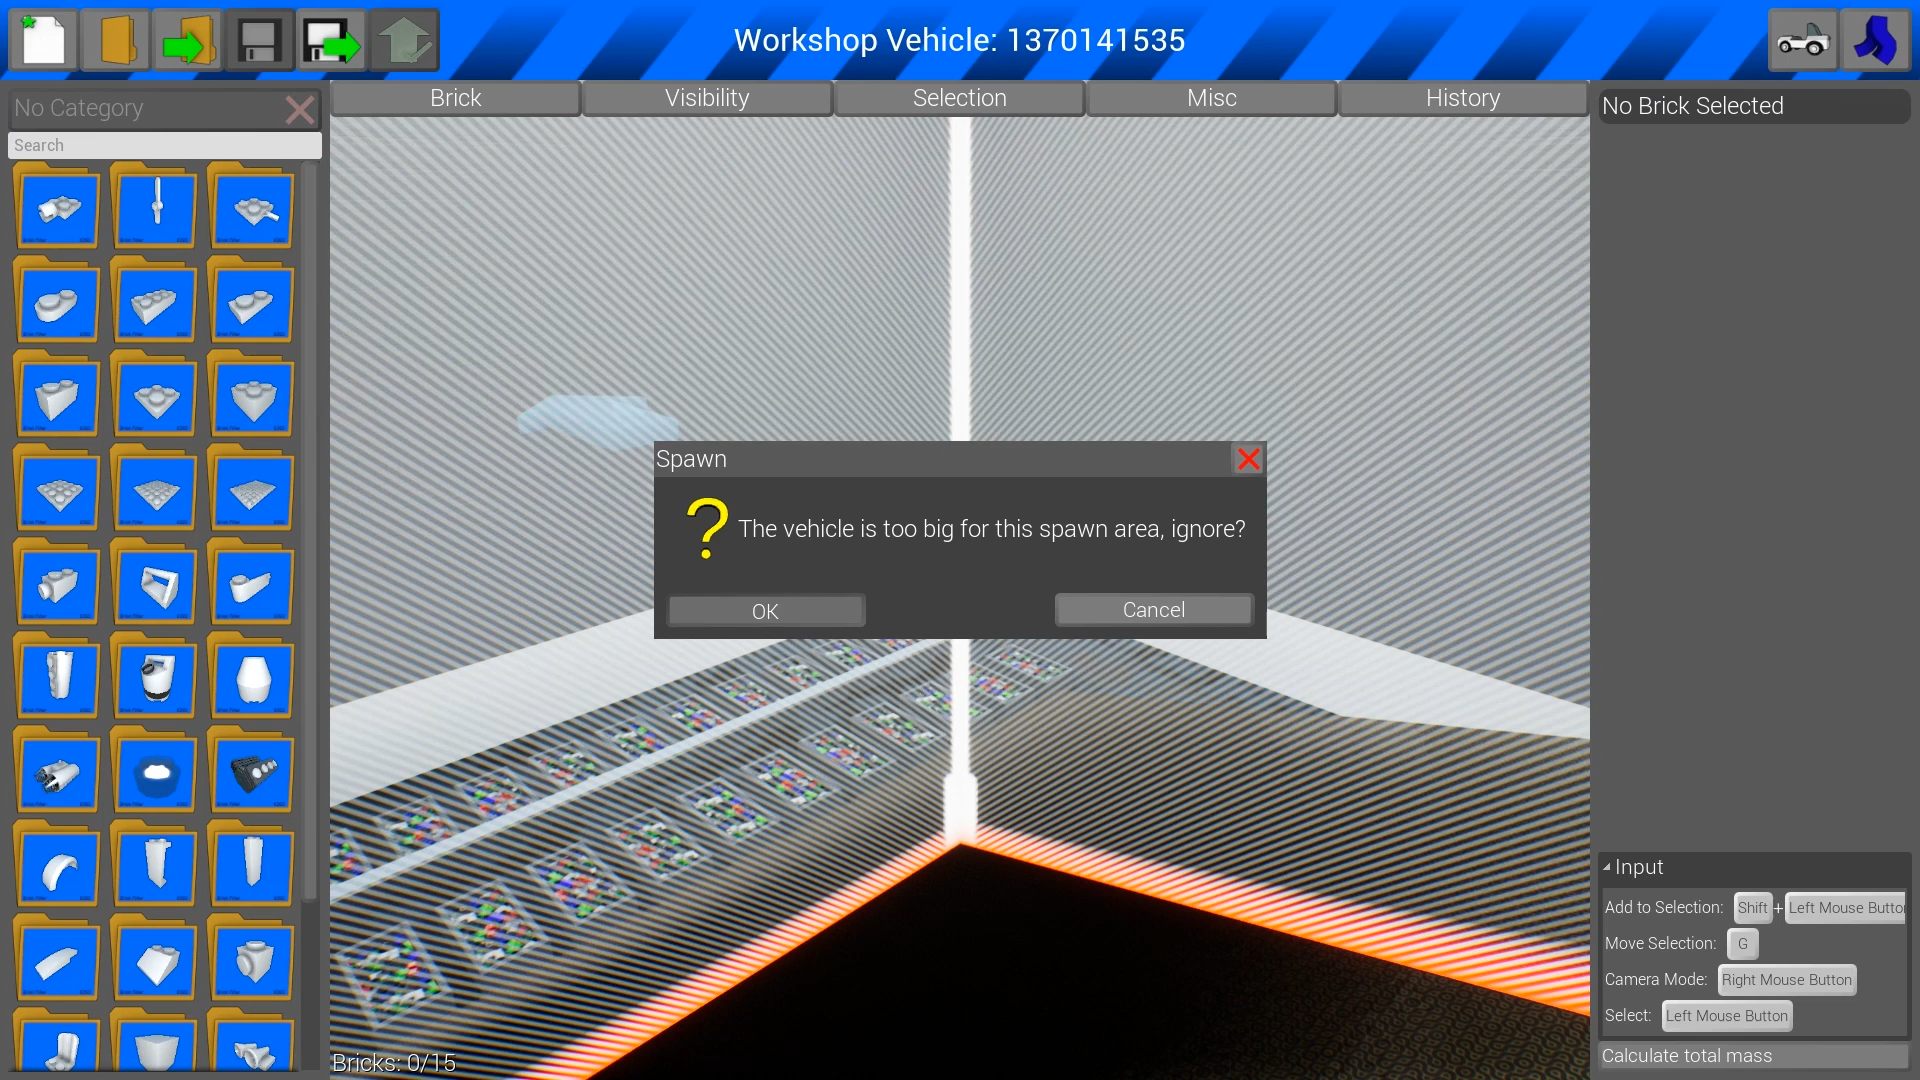 Workshop Vehicle: 1370141535
No Category
Search
Brick
Visibility
Selection
Misc
History
No Brick Selected
Spawn
The vehicle is too big for this spawn area, ignore?
OK
Cancel
Input
Add to Selection: Shift + Left Mouse Butto
Move Selection: G
Camera Mode: Right Mouse Button
Select: Left Mouse Button
Calculate total mass
Bricks: 0/15